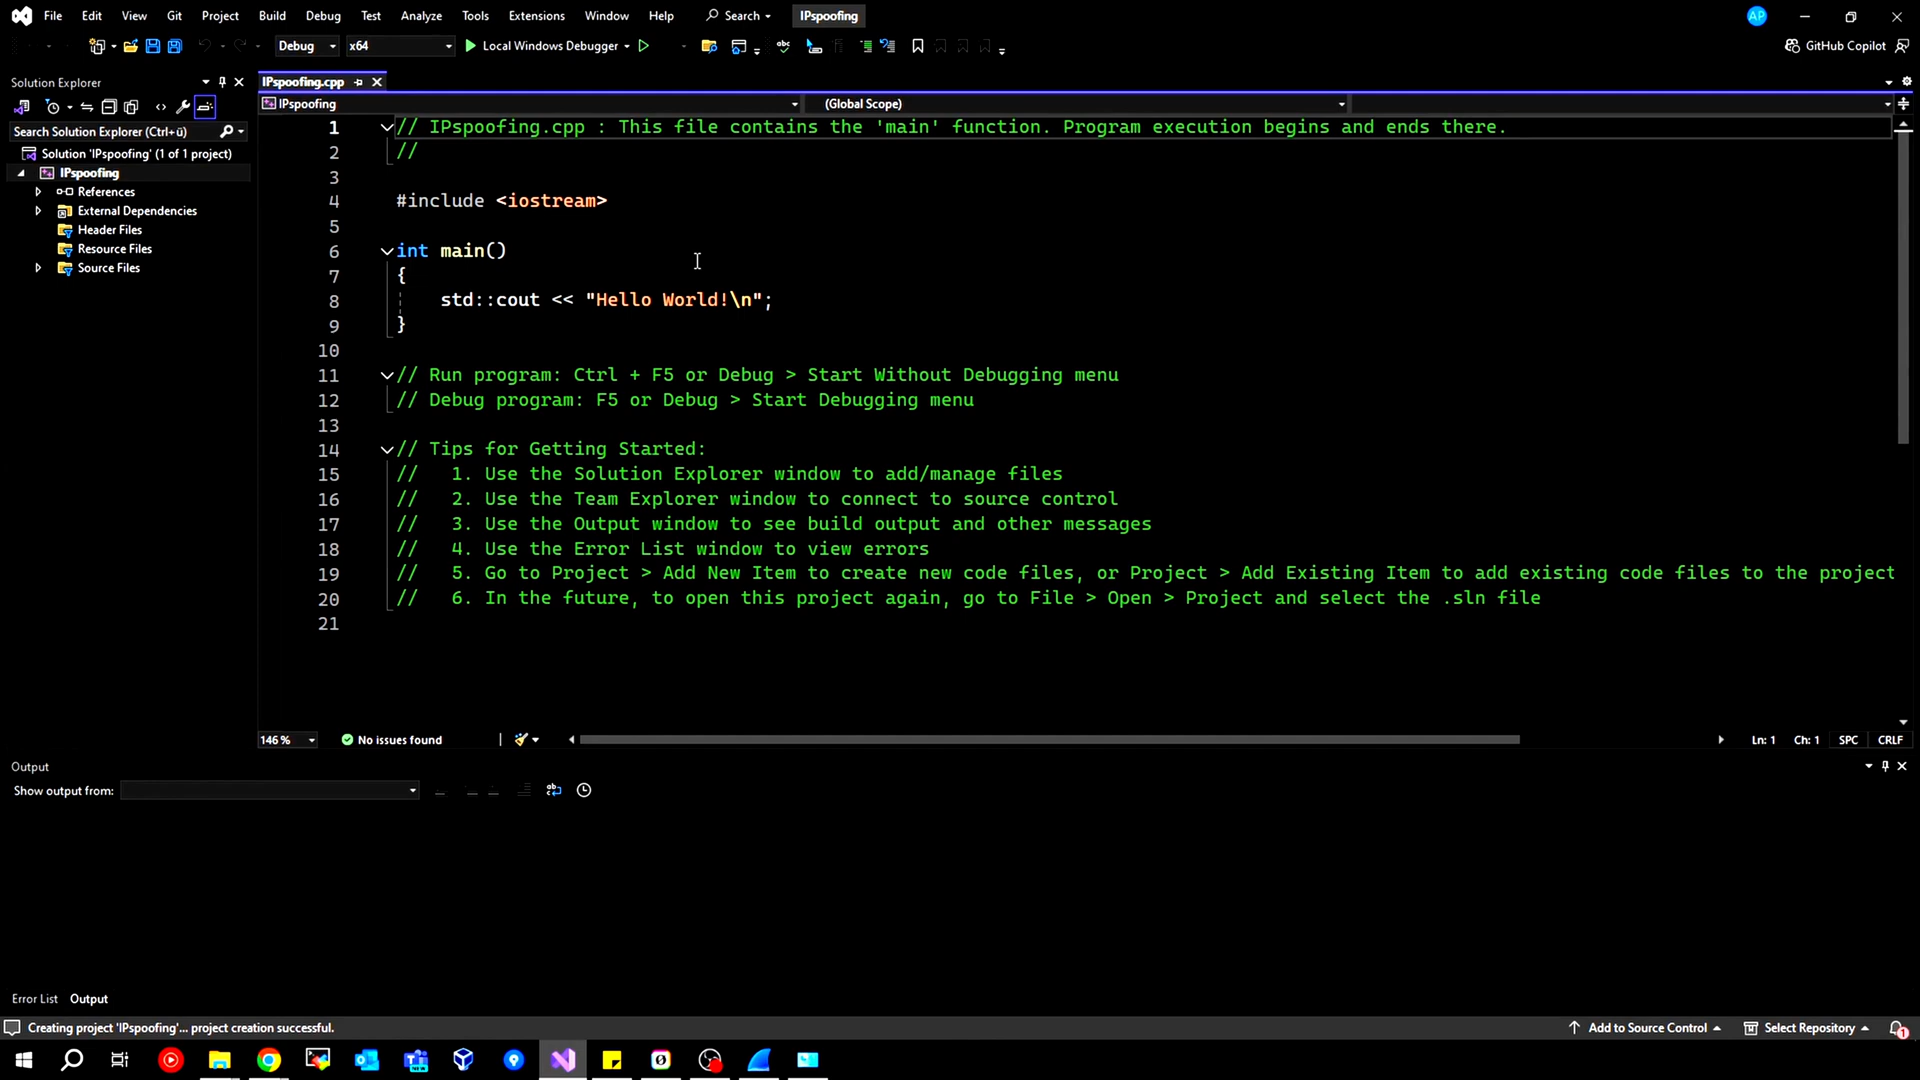 File Edit View Git Project Build Debug Test Analyze Tools Extensions Window Help Search IPspoofing AP
Debug x64 Local Windows Debugger GitHub Copilot
Solution Explorer
IPspoofing.cpp
IPspoofing (Global Scope)
Search Solution Explorer (Ctrl+ü)
Solution 'IPspoofing' (1 of 1 project)
IPspoofing
References
External Dependencies
Header Files
Resource Files
Source Files
1 // IPspoofing.cpp : This file contains the 'main' function. Program execution begins and ends there.
2 //
3
4 #include <iostream>
5
6 int main()
7 {
8 std::cout << "Hello World!\n";
9 }
10
11 // Run program: Ctrl + F5 or Debug > Start Without Debugging menu
12 // Debug program: F5 or Debug > Start Debugging menu
13
14 // Tips for Getting Started:
15 //   1. Use the Solution Explorer window to add/manage files
16 //   2. Use the Team Explorer window to connect to source control
17 //   3. Use the Output window to see build output and other messages
18 //   4. Use the Error List window to view errors
19 //   5. Go to Project > Add New Item to create new code files, or Project > Add Existing Item to add existing code files to the project
20 //   6. In the future, to open this project again, go to File > Open > Project and select the .sln file
21
146 % No issues found Ln: 1 Ch: 1 SPC CRLF
Output
Show output from:
Error List Output
Creating project 'IPspoofing'... project creation successful. Add to Source Control Select Repository 1